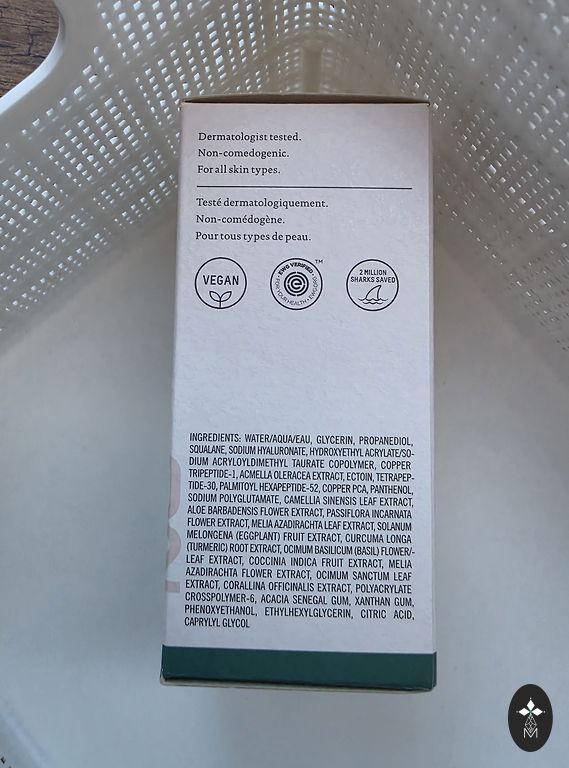 Dermatologist tested.
Non-comedogenic.
For all skin types.
Testé dermatologiquement.
Non-comédogène.
Pour tous types de peau.
VEGAN
EWG VERIFIED
FOR YOUR HEALTH • EWG.ORG
TM
2 MILLION
SHARKS SAVED
INGREDIENTS: WATER/AQUA/EAU, GLYCERIN, PROPANEDIOL,
SQUALANE, SODIUM HYALURONATE, HYDROXYETHYL ACRYLATE/SO-
DIUM ACRYLOYLDIMETHYL TAURATE COPOLYMER, COPPER
TRIPEPTIDE-1, ACMELLA OLERACEA EXTRACT, ECTOIN, TETRAPEP-
TIDE-30, PALMITOYL HEXAPEPTIDE-52, COPPER PCA, PANTHENOL,
SODIUM POLYGLUTAMATE, CAMELLIA SINENSIS LEAF EXTRACT,
ALOE BARBADENSIS FLOWER EXTRACT, PASSIFLORA INCARNATA
FLOWER EXTRACT, MELIA AZADIRACHTA LEAF EXTRACT, SOLANUM
MELONGENA (EGGPLANT) FRUIT EXTRACT, CURCUMA LONGA
(TURMERIC) ROOT EXTRACT, OCIMUM BASILICUM (BASIL) FLOWER/-
LEAF EXTRACT, COCCINIA INDICA FRUIT EXTRACT, MELIA
AZADIRACHTA FLOWER EXTRACT, OCIMUM SANCTUM LEAF
EXTRACT, CORALLINA OFFICINALIS EXTRACT, POLYACRYLATE
CROSSPOLYMER-6, ACACIA SENEGAL GUM, XANTHAN GUM,
PHENOXYETHANOL, ETHYLHEXYLGLYCERIN, CITRIC ACID,
CAPRYLYL GLYCOL
M